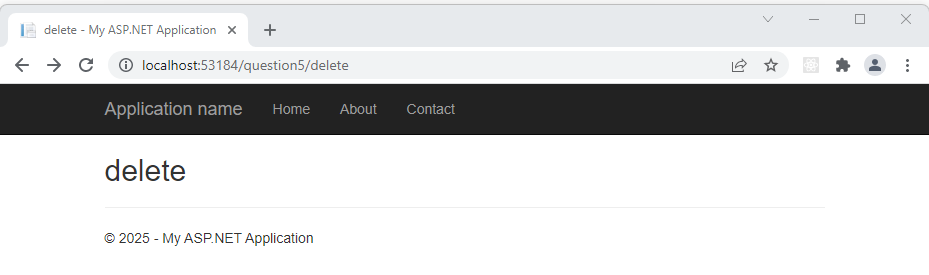 delete - My ASP.NET Application
localhost:53184/question5/delete
Application name Home About Contact
delete
© 2025 - My ASP.NET Application